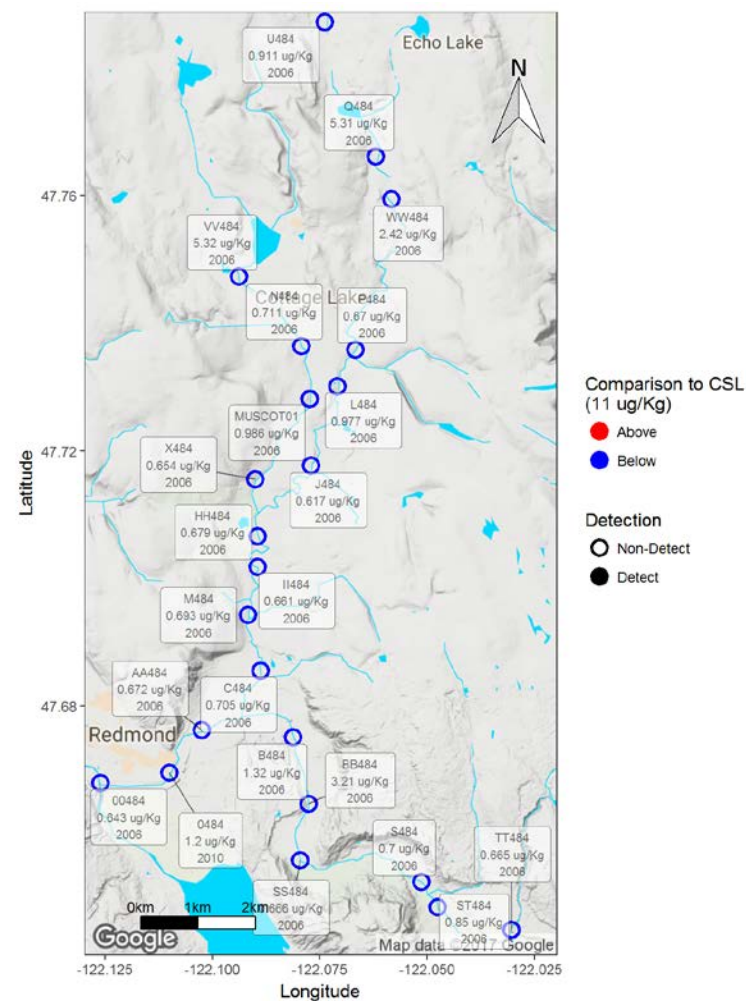 U484
0.911 ug/Kg
2006
Echo Lake
N
Q484
5.31 ug/Kg
2006
47.76
VV484
5.32 ug/Kg
2006
WW484
2.42 ug/Kg
2006
Cottage Lake
N484
0.711 ug/Kg
2006
P484
0.67 ug/Kg
2006
Comparison to CSL
(11 ug/Kg)
Above
Below
Detection
Non-Detect
Detect
MUSCOT01
0.986 ug/Kg
2006
L484
0.977 ug/Kg
2006
47.72
Latitude
X484
0.654 ug/Kg
2006
J484
0.617 ug/Kg
2006
HH484
0.679 ug/Kg
2006
II484
0.661 ug/Kg
2006
M484
0.693 ug/Kg
2006
AA484
0.672 ug/Kg
2006
C484
0.705 ug/Kg
2006
47.68
Redmond
B484
1.32 ug/Kg
2006
BB484
3.21 ug/Kg
2006
00484
0.643 ug/Kg
2006
0484
1.2 ug/Kg
2010
S484
0.7 ug/Kg
2006
TT484
0.665 ug/Kg
2006
SS484
0.666 ug/Kg
2006
ST484
0.85 ug/Kg
2006
0km 1km 2km
Google
Map data ©2017 Google
-122.125 -122.100 -122.075 -122.050 -122.025
Longitude